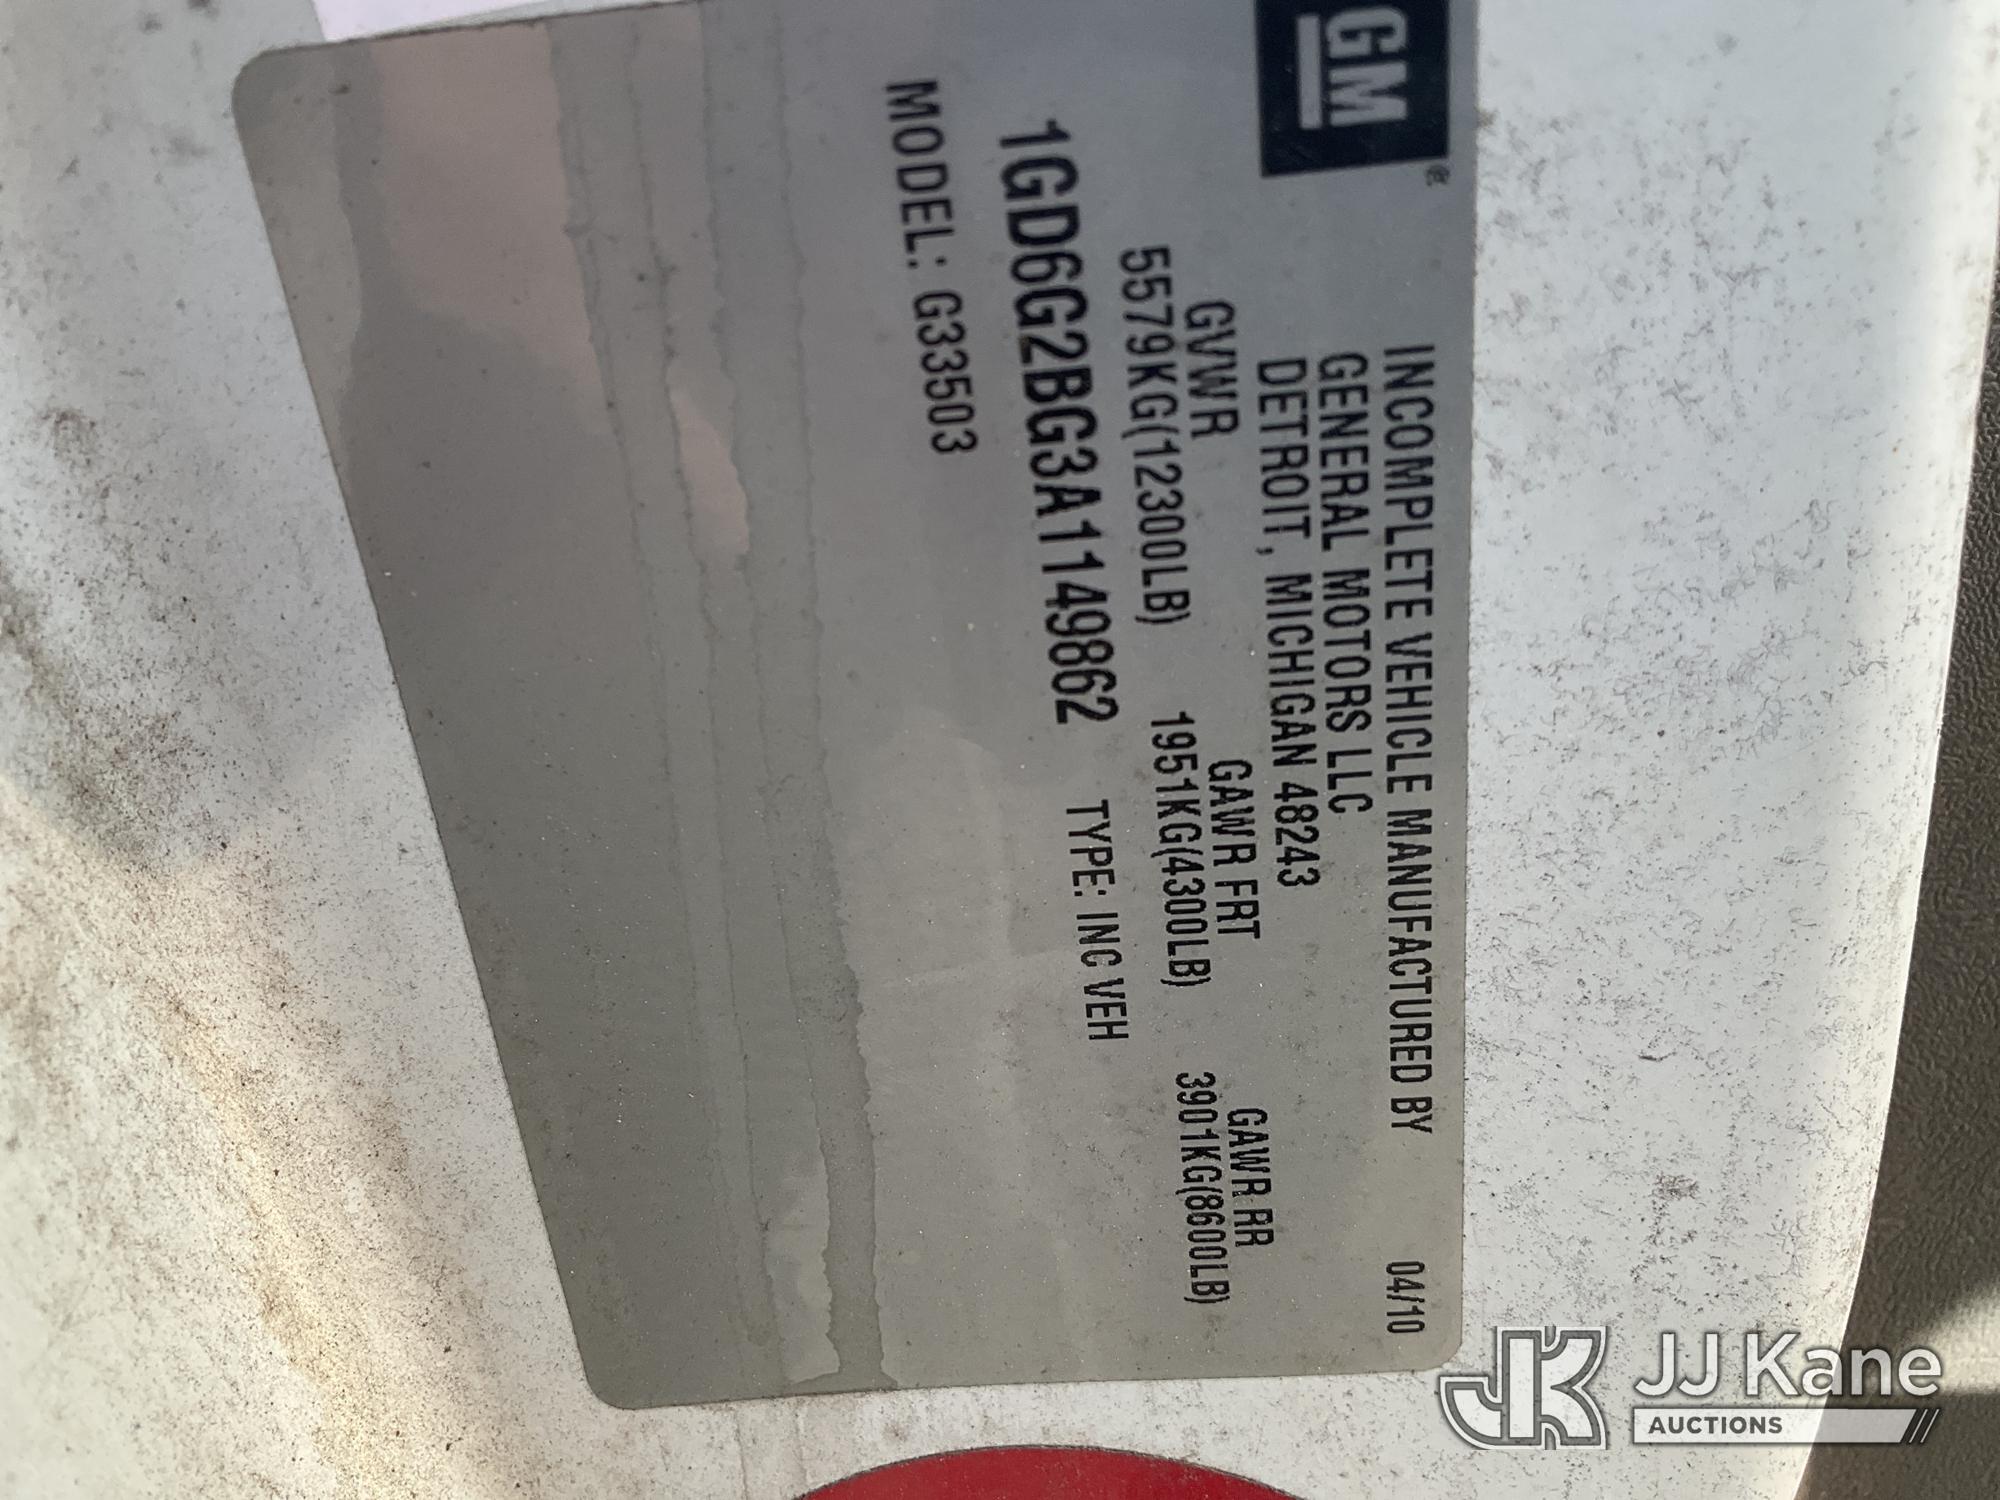 GM®
INCOMPLETE VEHICLE MANUFACTURED BY 04/10
GENERAL MOTORS LLC
DETROIT, MICHIGAN 48243
GVWR GAWR FRT GAWR RR
5579KG(12300LB) 1951KG(4300LB) 3901KG(8600LB)
1GD6G2BG3A1149862 TYPE: INC VEH
MODEL: G33503
JK JJ Kane
AUCTIONS